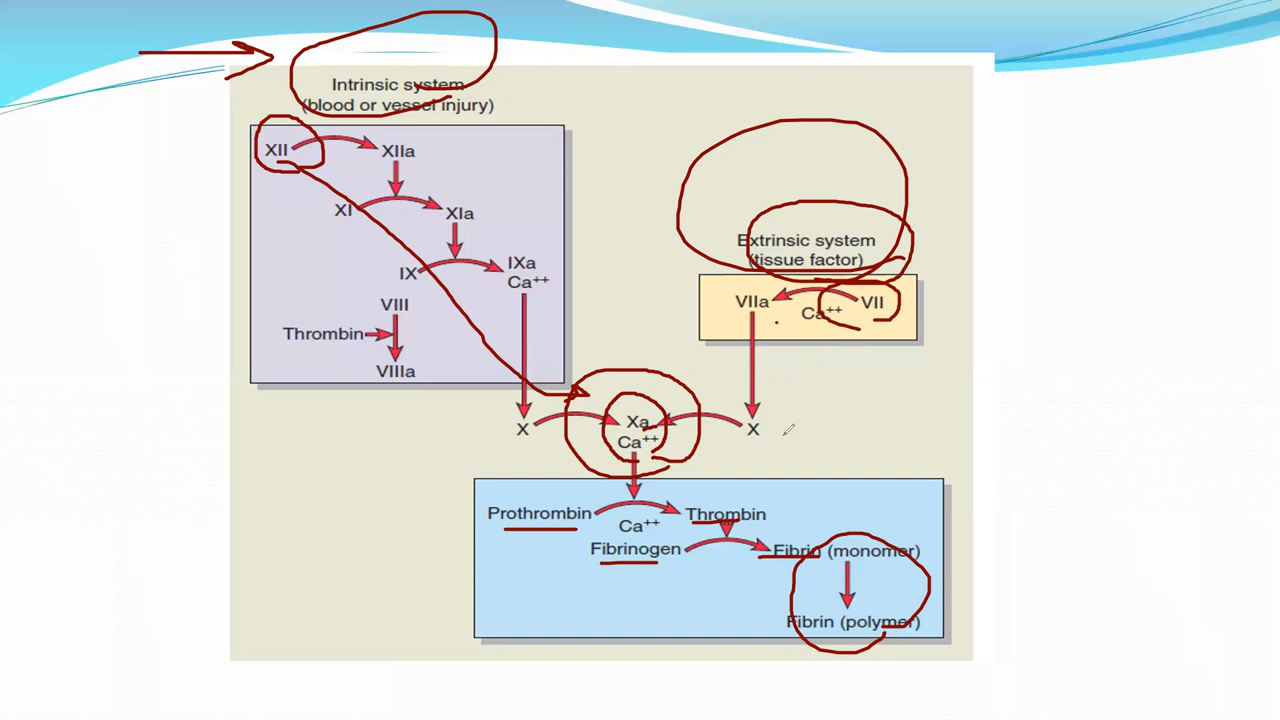 Intrinsic system
(blood or vessel injury)
XII
XIIa
XI
XIa
IX
IXa
Ca++
VIII
Thrombin
VIIIa
Extrinsic system
(tissue factor)
VIIa
VII
Ca++
X
Xa
Ca++
X
Prothrombin
Thrombin
Ca++
Fibrinogen
Fibrin (monomer)
Fibrin (polymer)